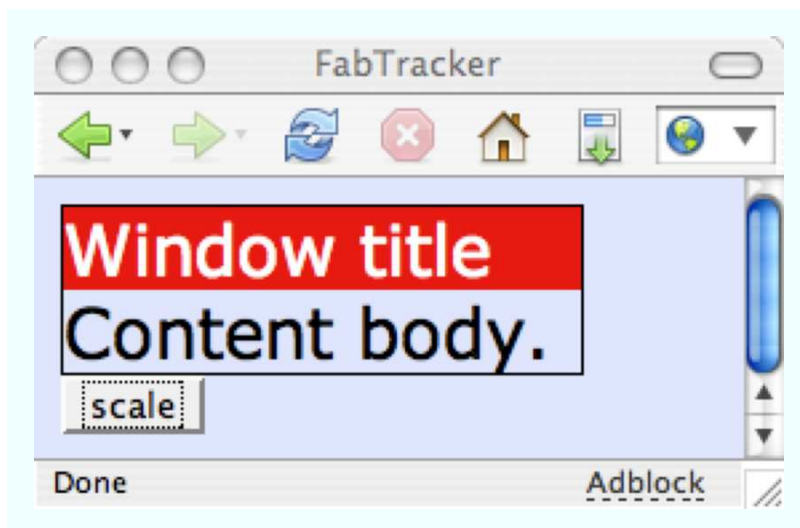 FabTracker
Window title
Content body.
scale
Done
Adblock